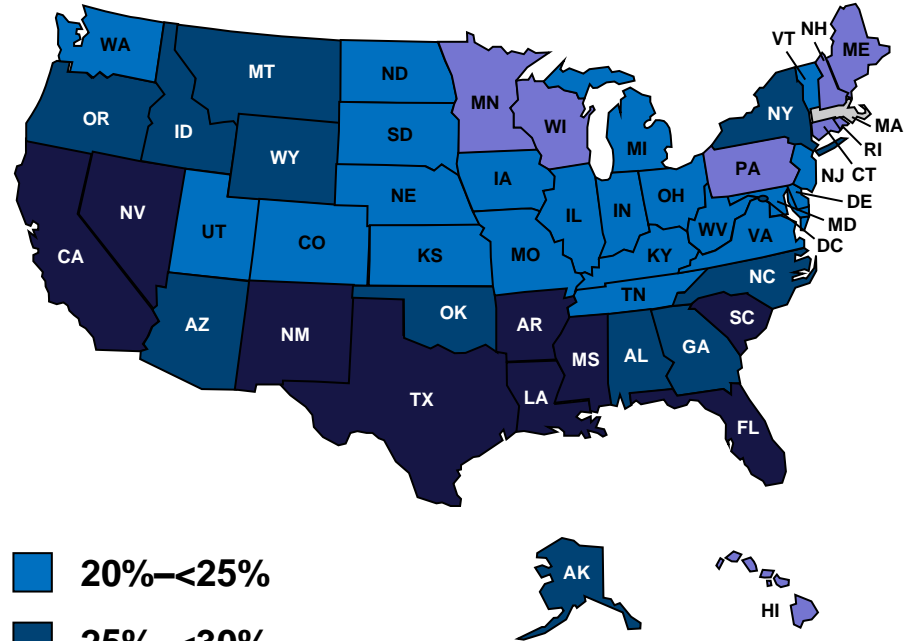 WA
MT
ND
MN
VT
NH
ME
OR
ID
WY
SD
WI
MI
NY
MA
RI
CT
NJ
PA
NV
UT
CO
NE
IA
IL
IN
OH
WV
VA
DE
MD
DC
CA
KS
MO
KY
AZ
NM
OK
AR
TN
NC
SC
TX
LA
MS
AL
GA
FL
20%–<25%
25%–<30%
AK
HI